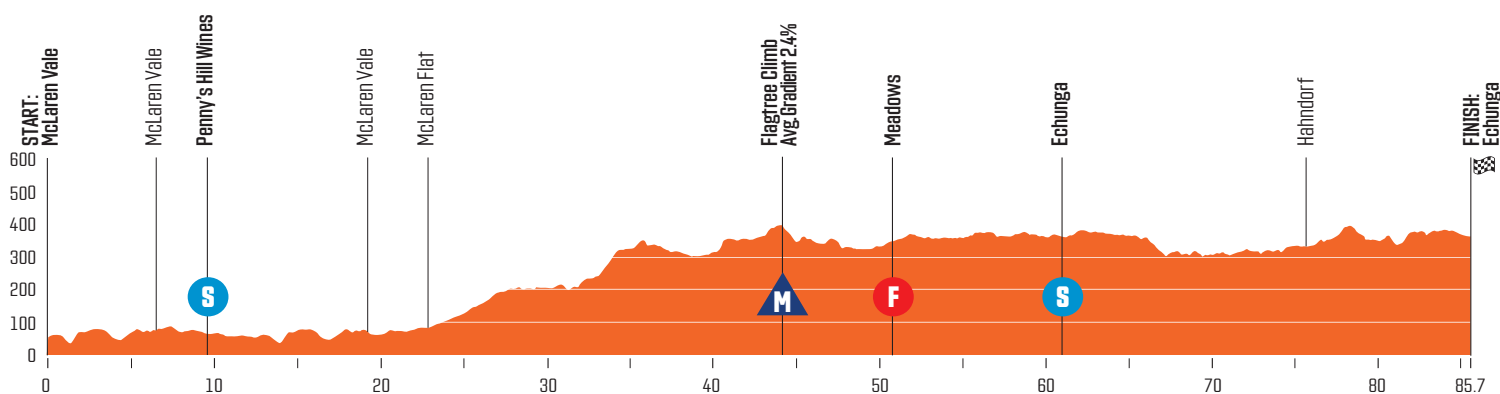 START:
McLaren Vale
McLaren Vale
Penny's Hill Wines
McLaren Vale
McLaren Flat
Flagtree Climb
Avg.Gradient 2.4%
Meadows
Echunga
Hahndorf
FINISH:
Echunga
600
500
400
300
200
100
0
S
M
F
S
0
10
20
30
40
50
60
70
80
85.7